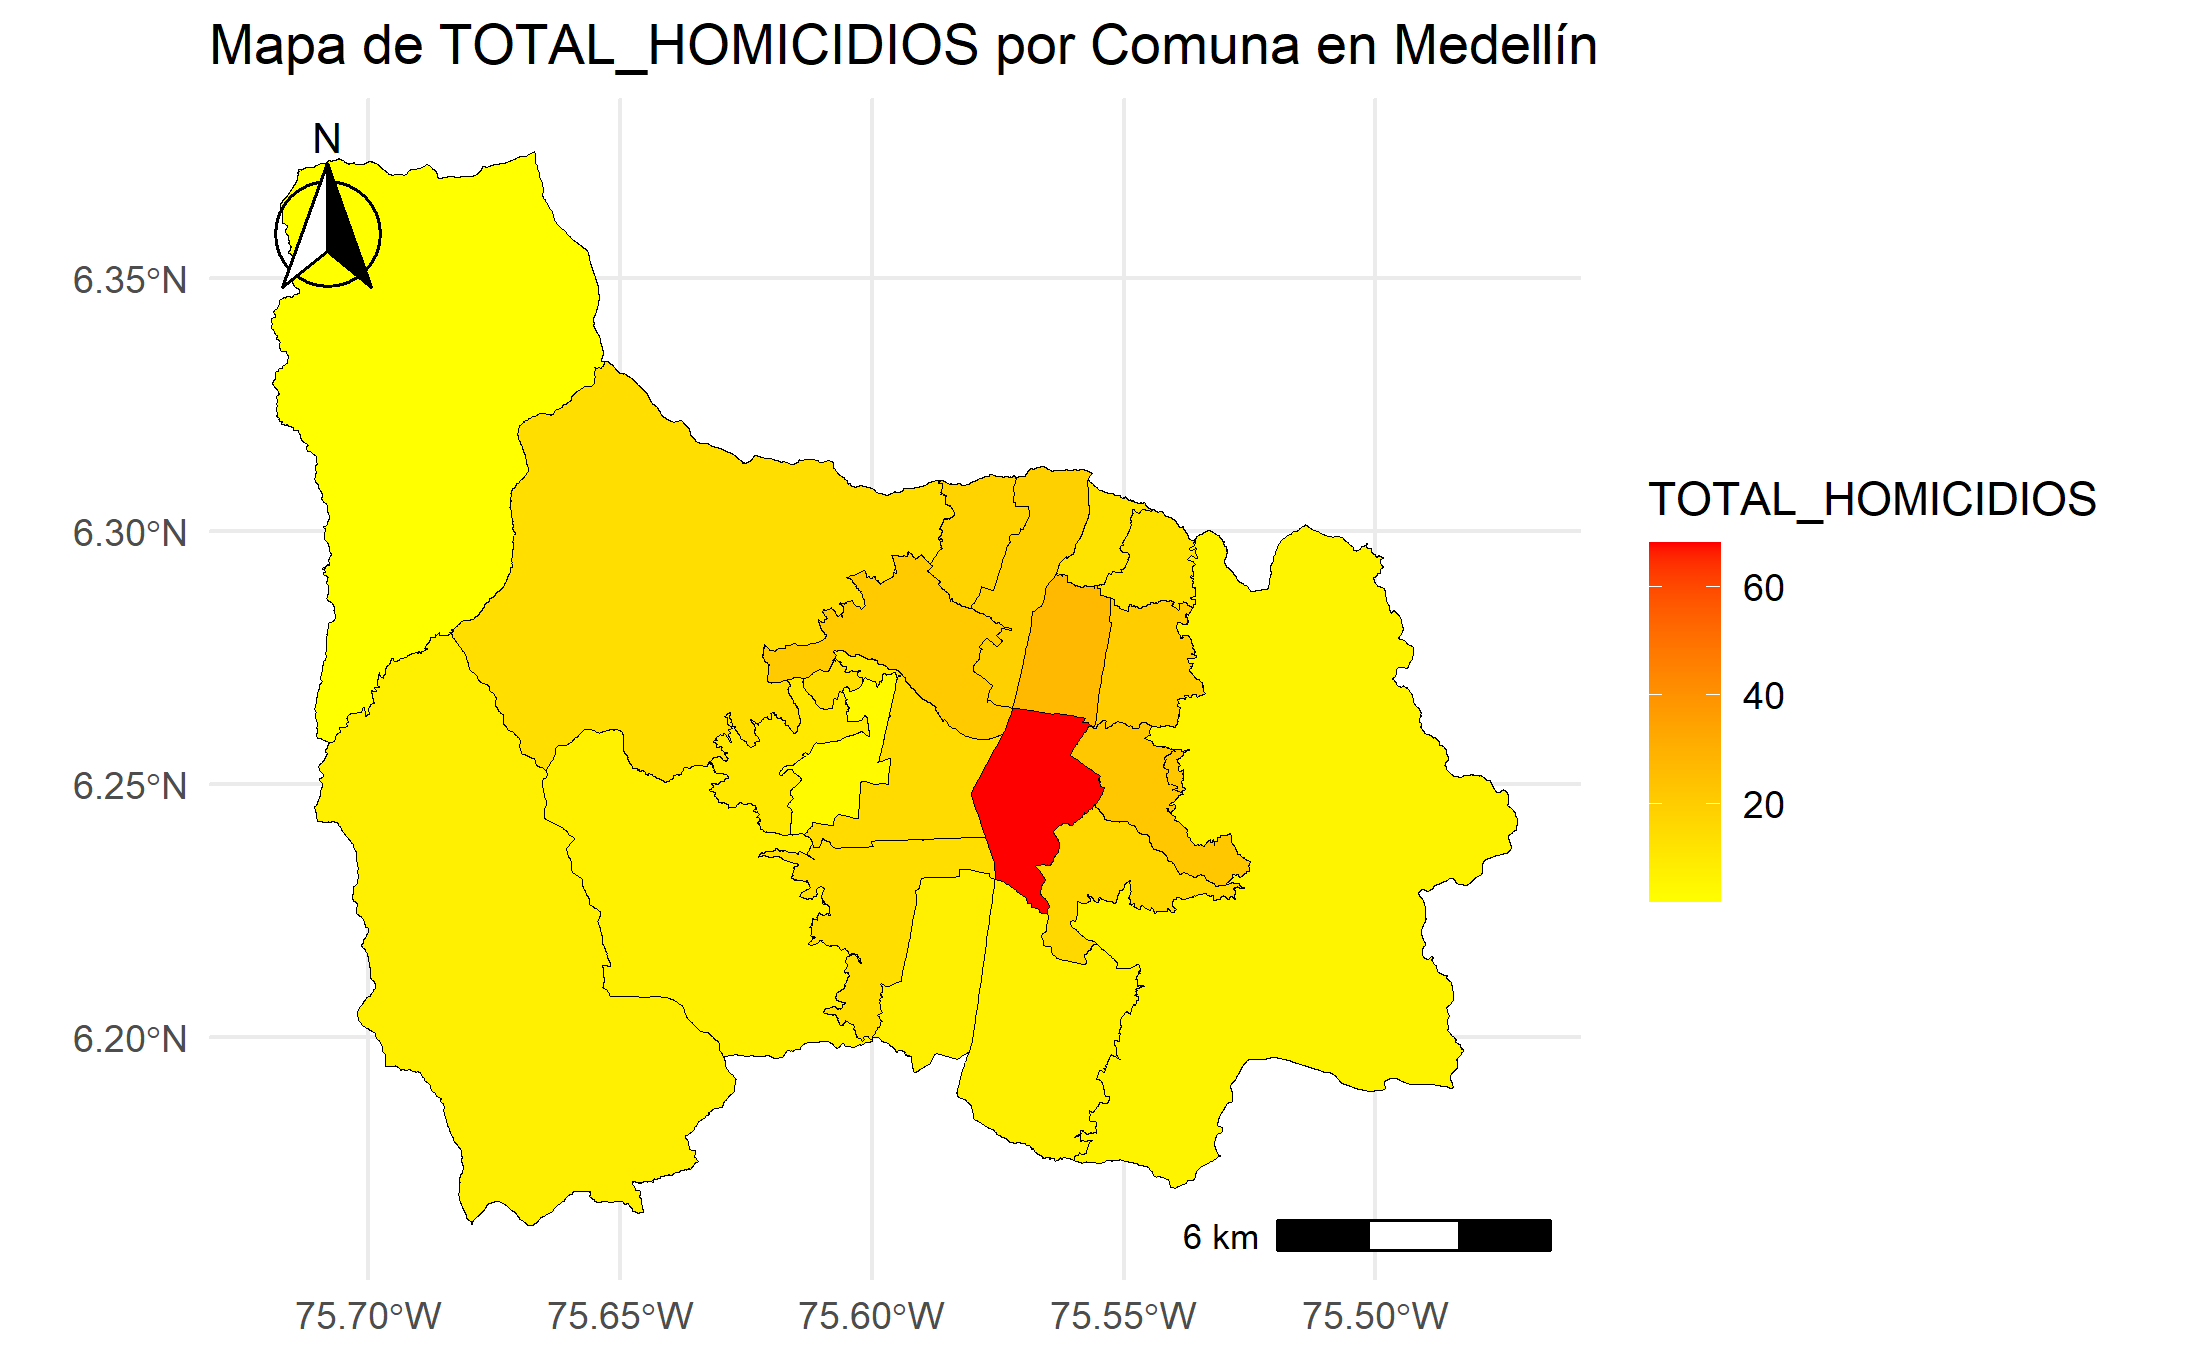 Mapa de TOTAL_HOMICIDIOS por Comuna en Medellín
N
6.35°N
6.30°N
6.25°N
6.20°N
75.70°W 75.65°W 75.60°W 75.55°W 75.50°W
6 km
TOTAL_HOMICIDIOS
60
40
20